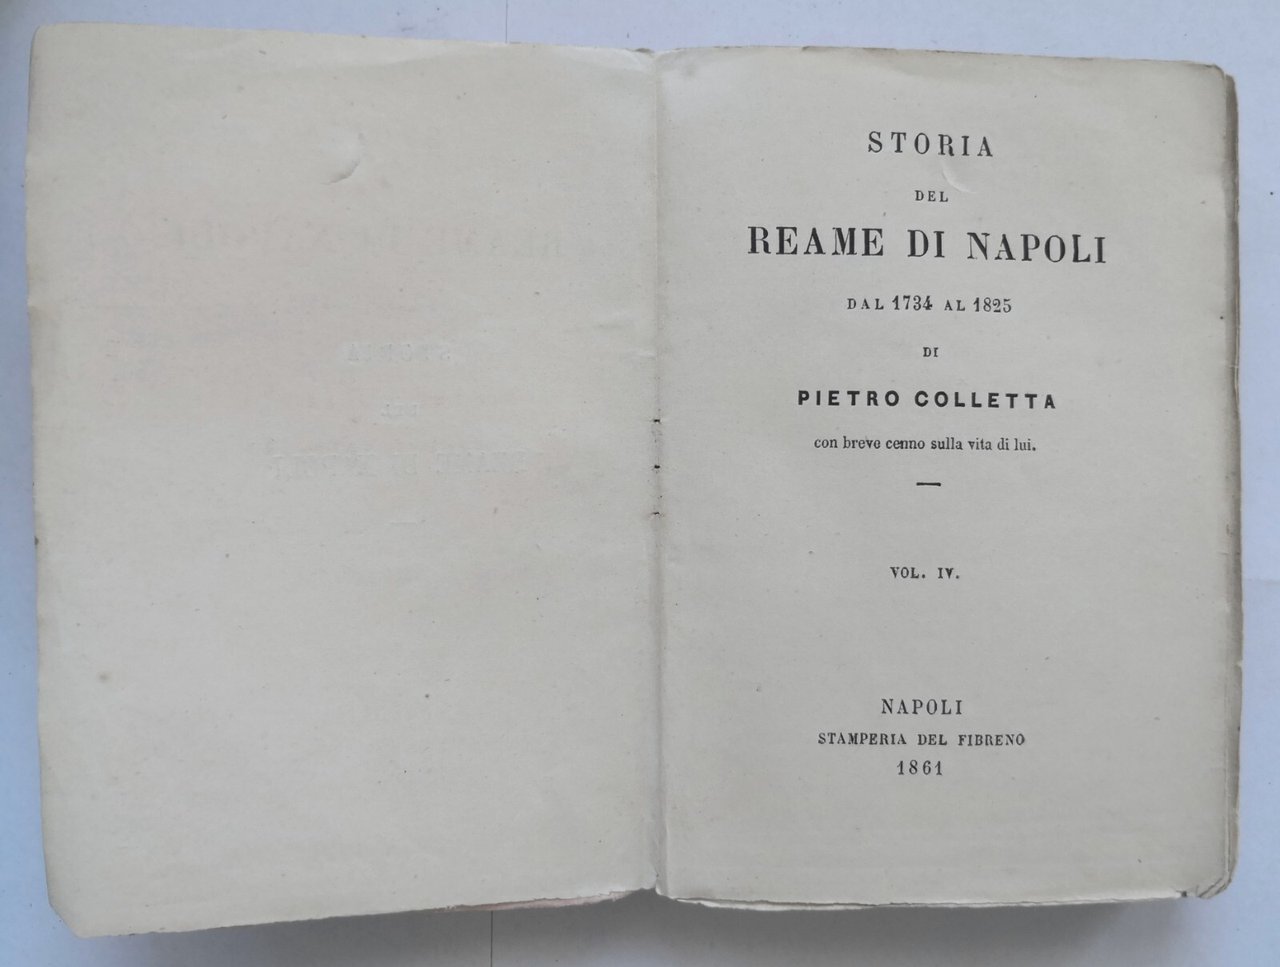 STORIA
DEL
REAME DI NAPOLI
DAL 1734 AL 1825
DI
PIETRO COLLETTA
con breve cenno sulla vita di lui.
VOL. IV.
NAPOLI
STAMPERIA DEL FIBRENO
1861